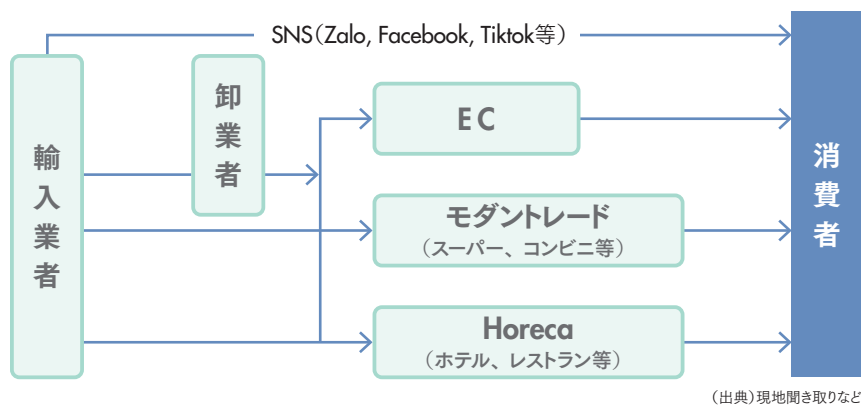 SNS（Zalo, Facebook, Tiktok等）
輸入業者
卸業者
EC
モダントレード
（スーパー、コンビニ等）
Horeca
（ホテル、レストラン等）
消費者
（出典）現地聞き取りなど